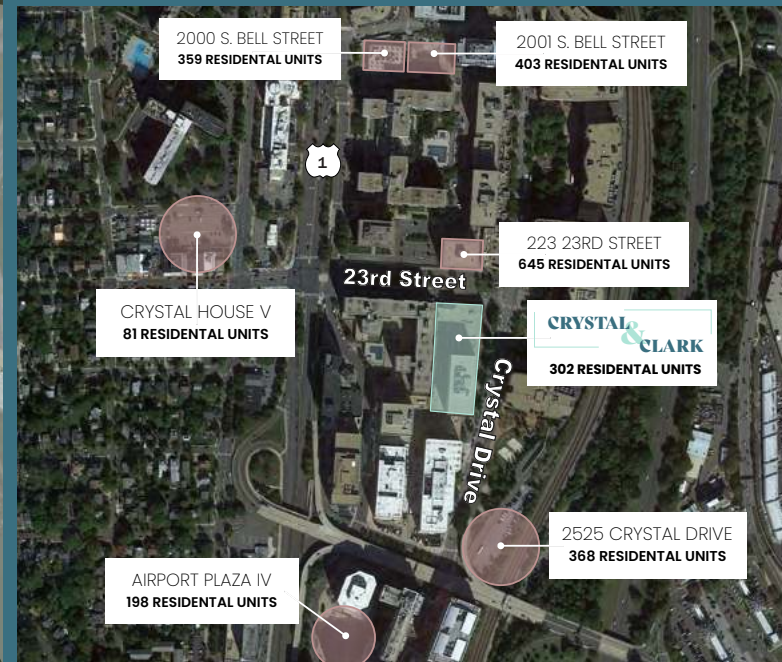 2000 S. BELL STREET
359 RESIDENTAL UNITS
2001 S. BELL STREET
403 RESIDENTAL UNITS
1
223 23RD STREET
645 RESIDENTAL UNITS
23rd Street
CRYSTAL HOUSE V
81 RESIDENTAL UNITS
CRYSTAL
&
CLARK
302 RESIDENTAL UNITS
Crystal Drive
2525 CRYSTAL DRIVE
368 RESIDENTAL UNITS
AIRPORT PLAZA IV
198 RESIDENTAL UNITS